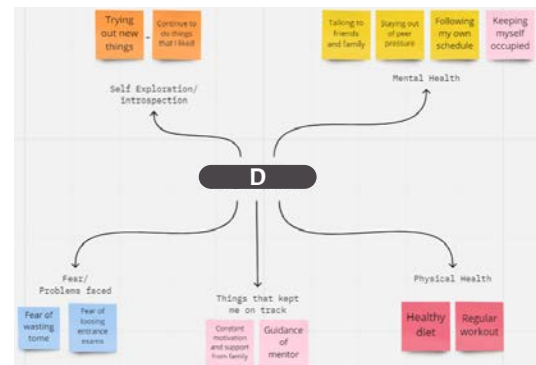 Trying
out new
things
-
Continue to
do things
that I liked
Self Exploration/
introspection
Talking to
friends
and family
Staying out
of peer
pressure
Following
my own
schedule
Keeping
myself
occupied
Mental Health
D
Fear/
Problems faced
Fear of
wasting
tome
Fear of
loosing
entrance
exams
Things that kept
me on track
Constant
motivation
and support
from family
Guidance
of
mentor
Physical Health
Healthy
diet
Regular
workout